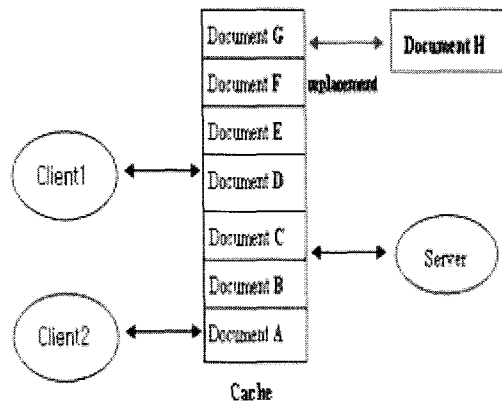 Document G
Document H
Document F
replacement
Document E
Client1
Document D
Document C
Server
Document B
Client2
Document A
Cache